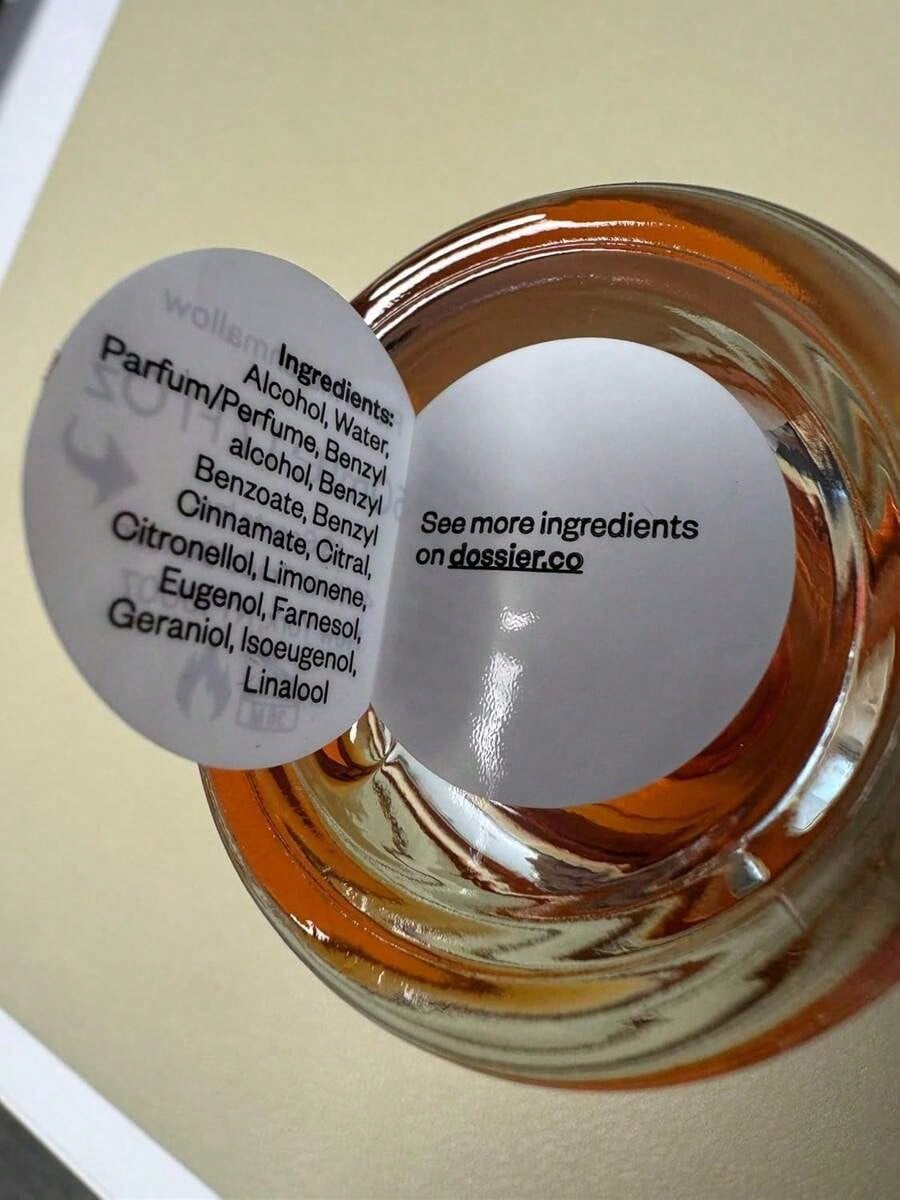 Ingredients:
Alcohol, Water,
Parfum/Perfume, Benzyl
alcohol, Benzyl
Benzoate, Benzyl
Cinnamate, Citral,
Citronellol, Limonene,
Eugenol, Farnesol,
Geraniol, Isoeugenol,
Linalool
See more ingredients
on dossier.co